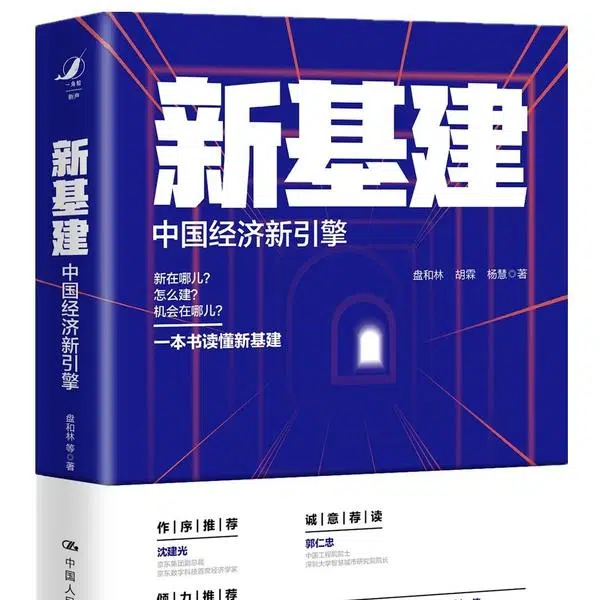 一角鲸
新声
新基建
中国经济新引擎
盘和林 等 著
中国人民
新基建
中国经济新引擎
盘和林 胡霖 杨慧 著
新在哪儿?
怎么建?
机会在哪儿?
一本书读懂新基建
作序推荐
沈建光
京东集团副总裁
京东数字科技首席经济学家
诚意荐读
郭仁忠
中国工程院院士
深圳大学智慧城市研究院院长
倾力推荐